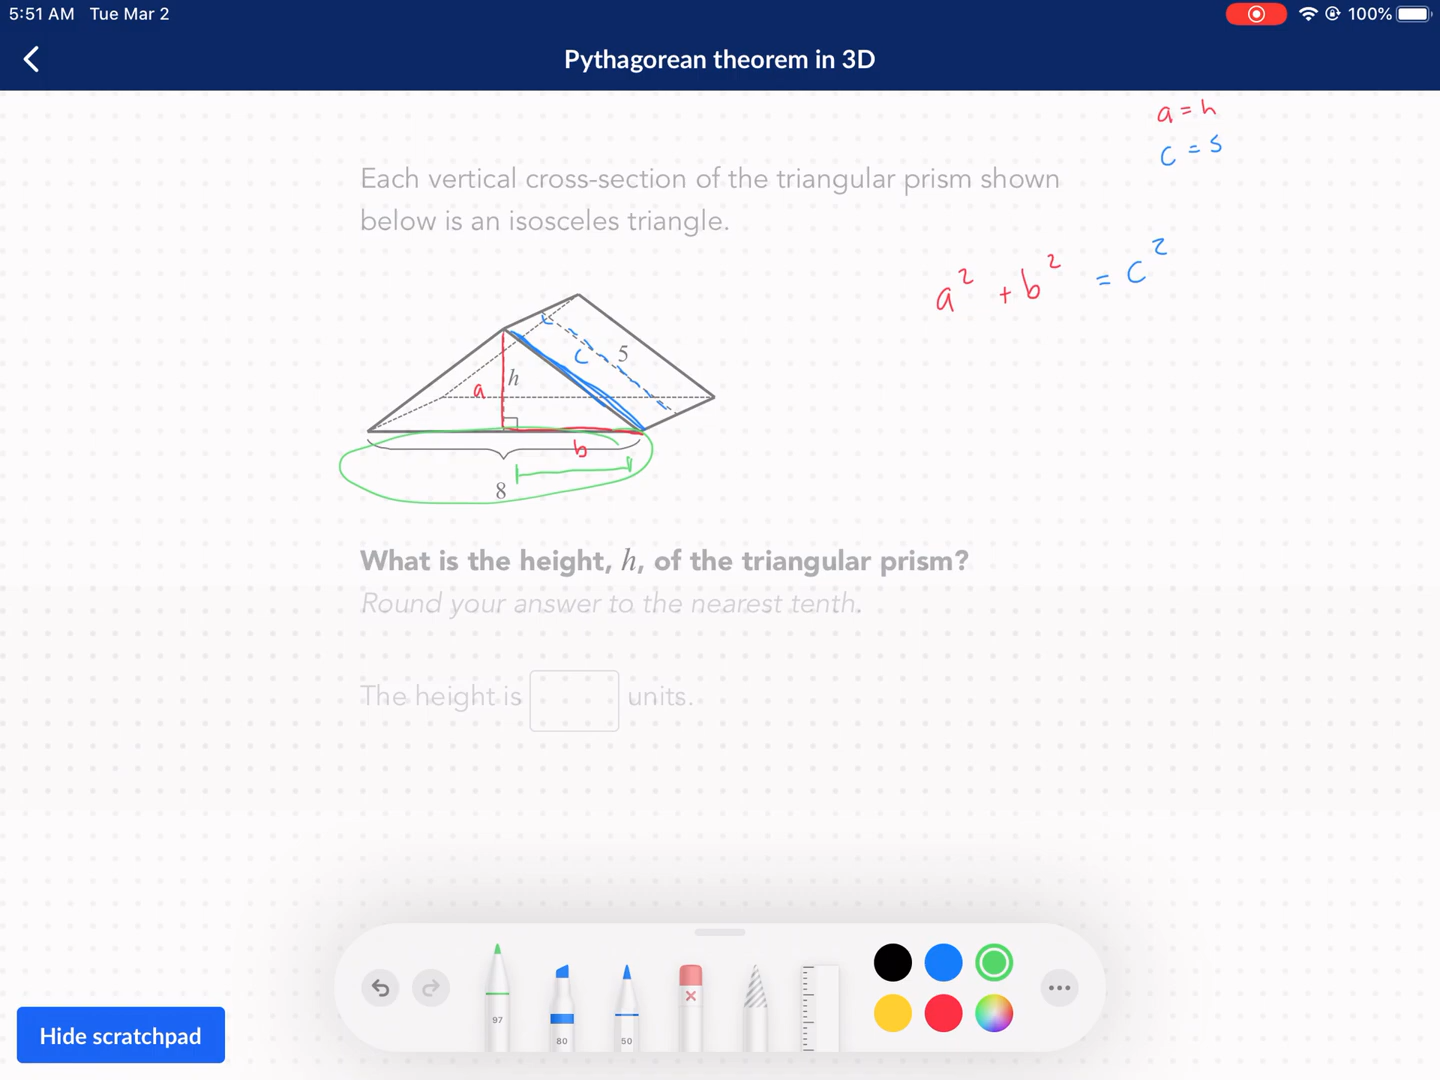 5:51 AM Tue Mar 2 100%
Pythagorean theorem in 3D
a = h
c = 5
Each vertical cross-section of the triangular prism shown
below is an isosceles triangle.
a² + b² = c²
c 5
a h
b
8
What is the height, h, of the triangular prism?
Round your answer to the nearest tenth.
The height is units.
97 80 50
Hide scratchpad